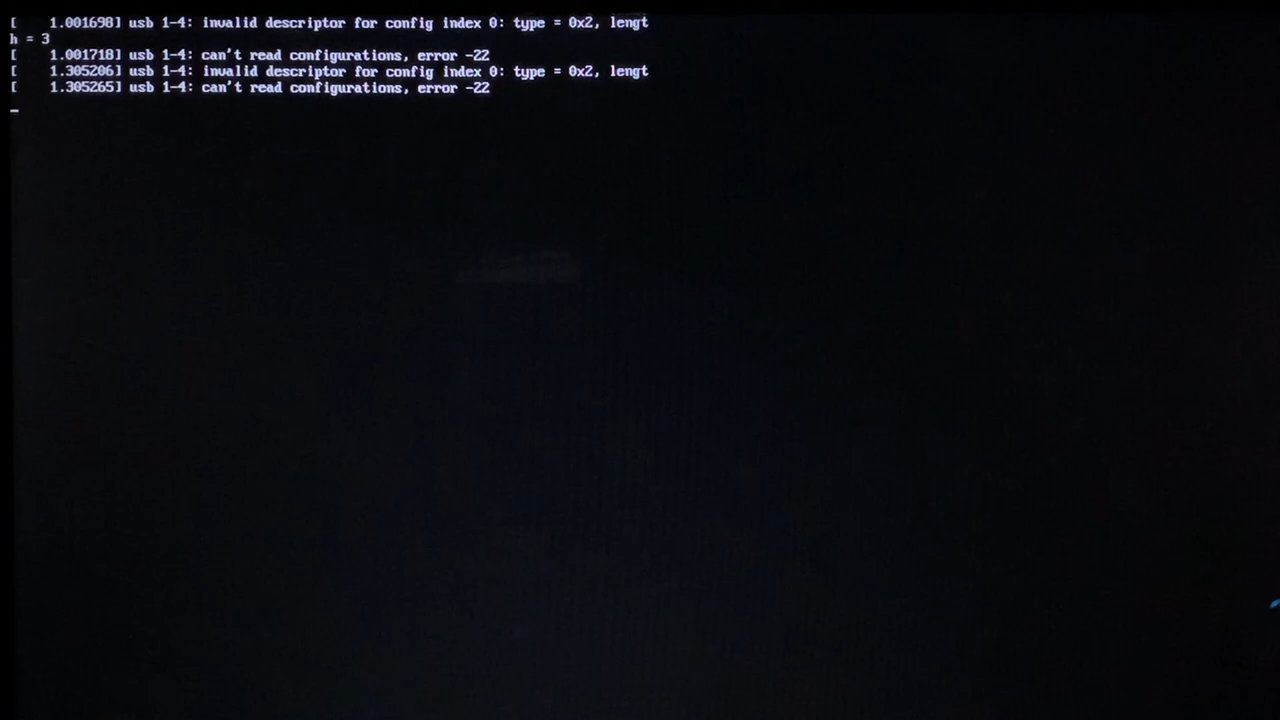 [    1.001698] usb 1-4: invalid descriptor for config index 0: type = 0x2, lengt
h = 3
[    1.001718] usb 1-4: can't read configurations, error -22
[    1.305206] usb 1-4: invalid descriptor for config index 0: type = 0x2, lengt
[    1.305265] usb 1-4: can't read configurations, error -22
_